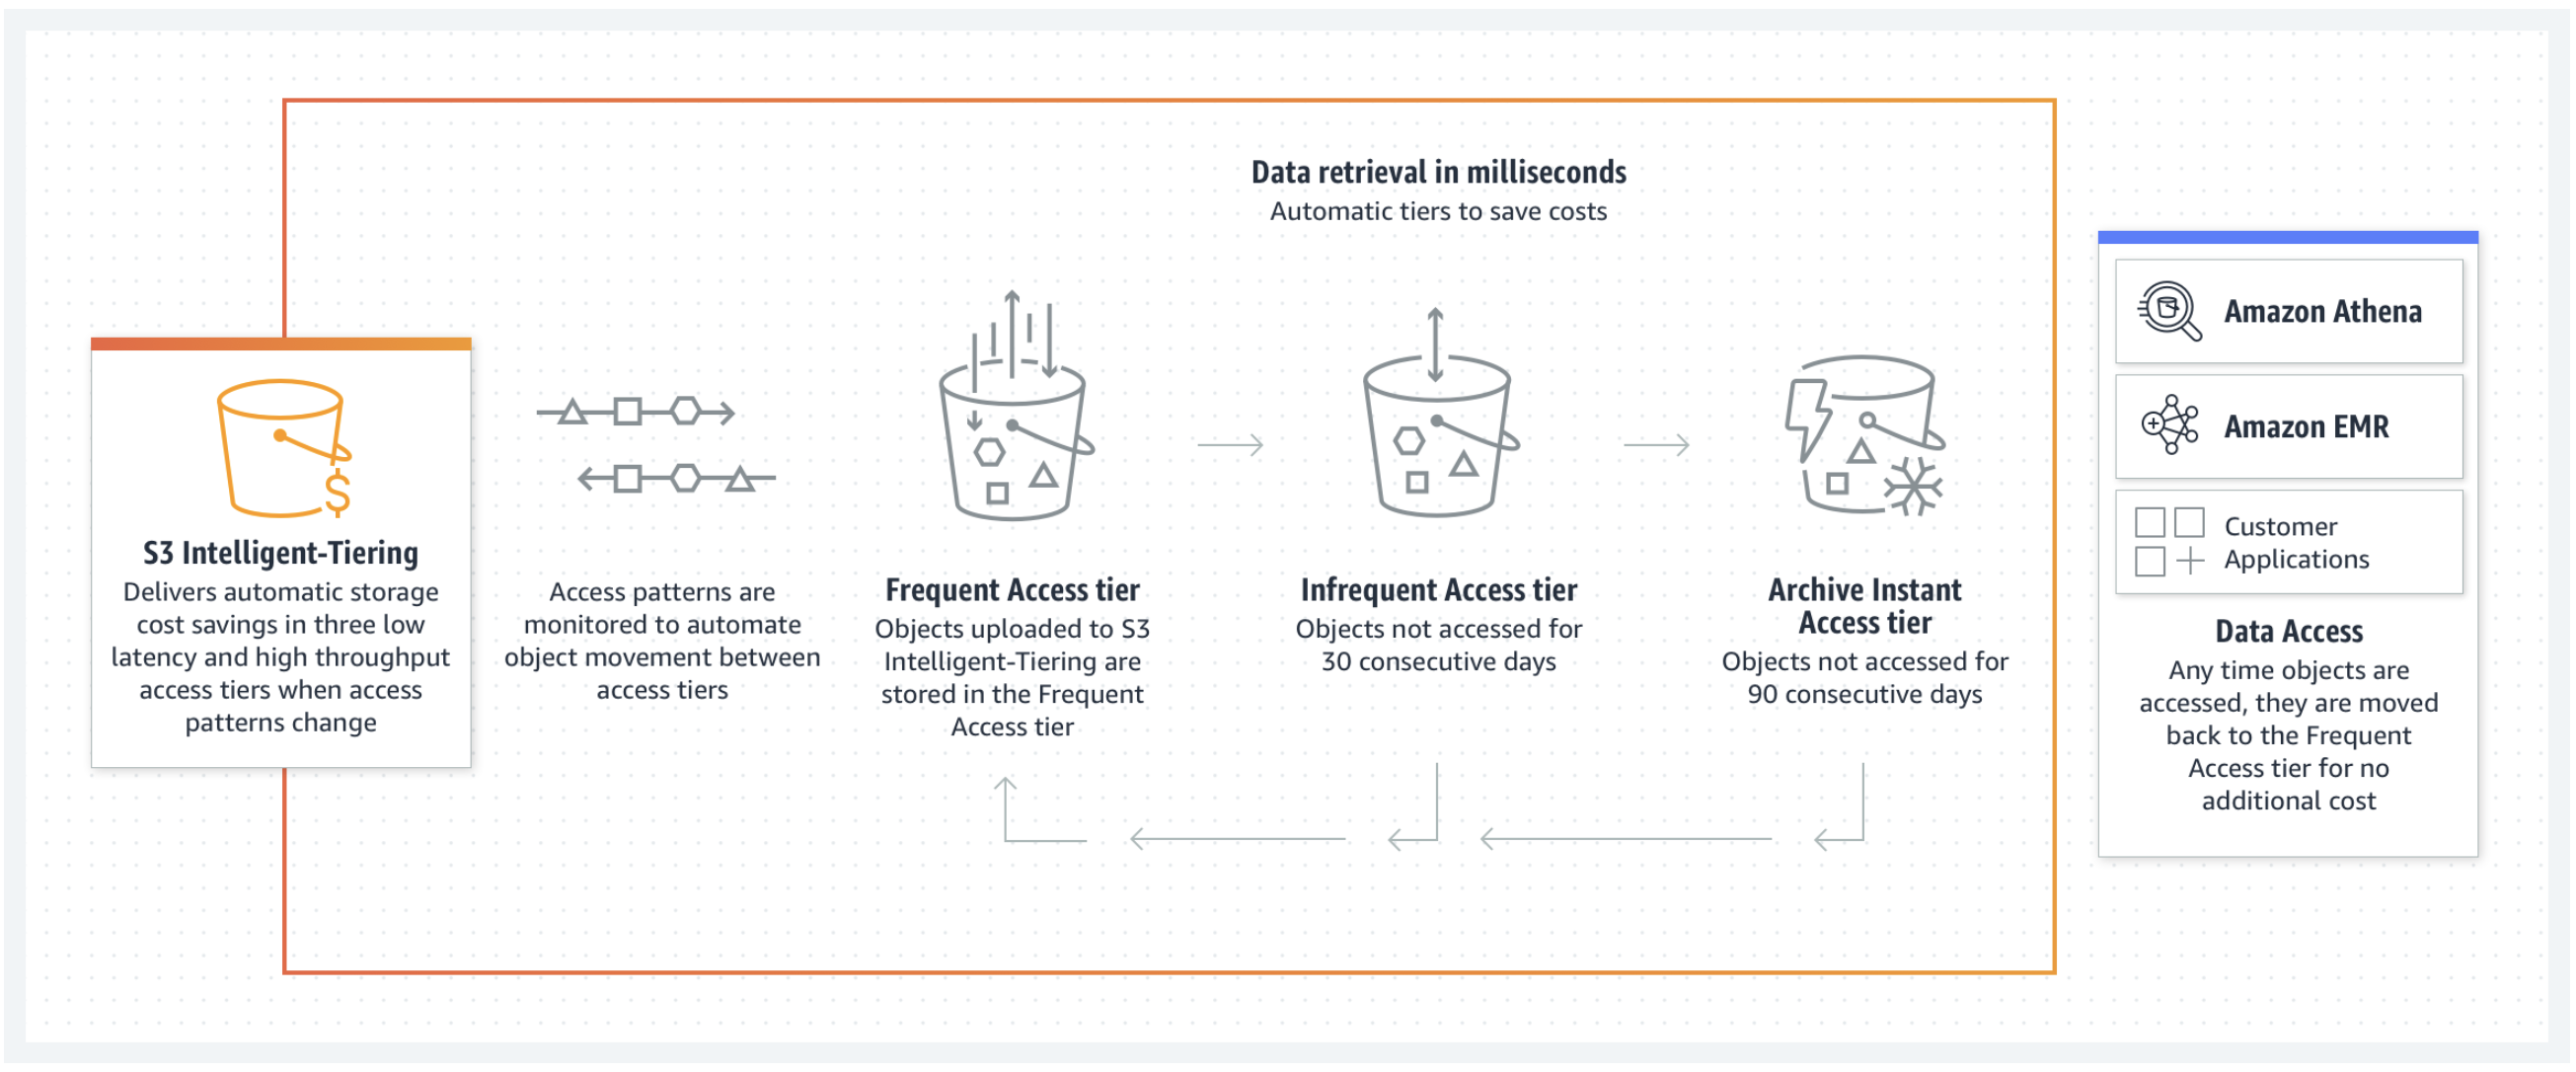 Data retrieval in milliseconds
Automatic tiers to save costs
S3 Intelligent-Tiering
Delivers automatic storage
cost savings in three low
latency and high throughput
access tiers when access
patterns change
Access patterns are
monitored to automate
object movement between
access tiers
Frequent Access tier
Objects uploaded to S3
Intelligent-Tiering are
stored in the Frequent
Access tier
Infrequent Access tier
Objects not accessed for
30 consecutive days
Archive Instant
Access tier
Objects not accessed for
90 consecutive days
Amazon Athena
Amazon EMR
Customer
Applications
Data Access
Any time objects are
accessed, they are moved
back to the Frequent
Access tier for no
additional cost